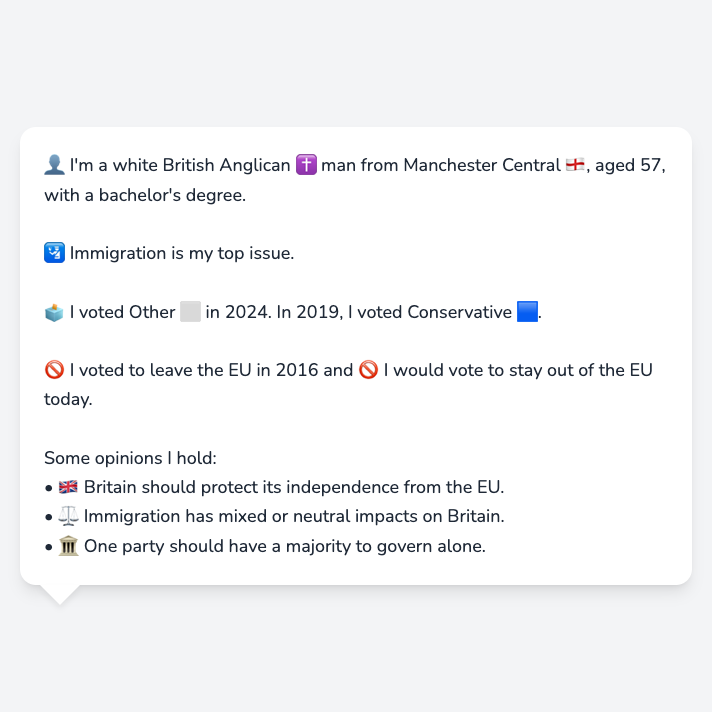 👤 I'm a white British Anglican ✝️ man from Manchester Central 🏴󠁧󠁢󠁥󠁮󠁧󠁿, aged 57,
with a bachelor's degree.
🛂 Immigration is my top issue.
🗳️ I voted Other ⬜ in 2024. In 2019, I voted Conservative 🟦.
🚫 I voted to leave the EU in 2016 and 🚫 I would vote to stay out of the EU
today.
Some opinions I hold:
• 🇬🇧 Britain should protect its independence from the EU.
• ⚖️ Immigration has mixed or neutral impacts on Britain.
• 🏛️ One party should have a majority to govern alone.